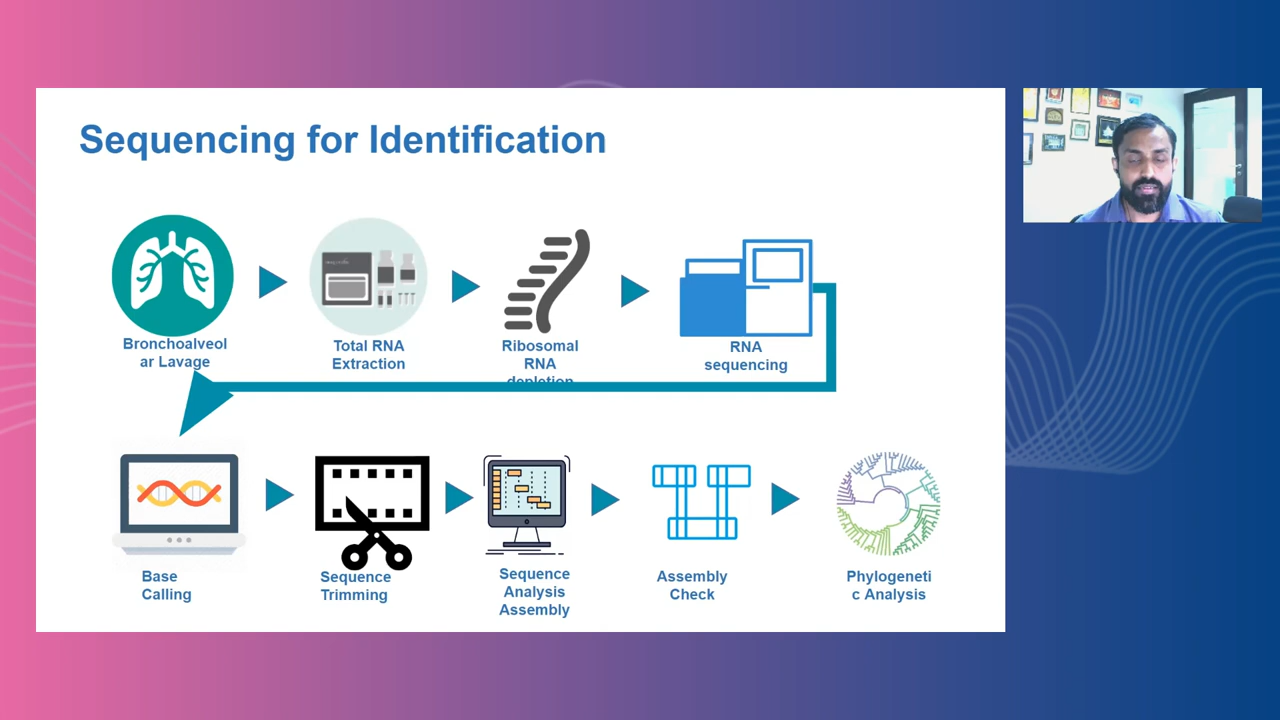 Sequencing for Identification
Bronchoalveol
ar Lavage
Total RNA
Extraction
Ribosomal
RNA
depletion
RNA
sequencing
Base
Calling
Sequence
Trimming
Sequence
Analysis
Assembly
Assembly
Check
Phylogeneti
c Analysis